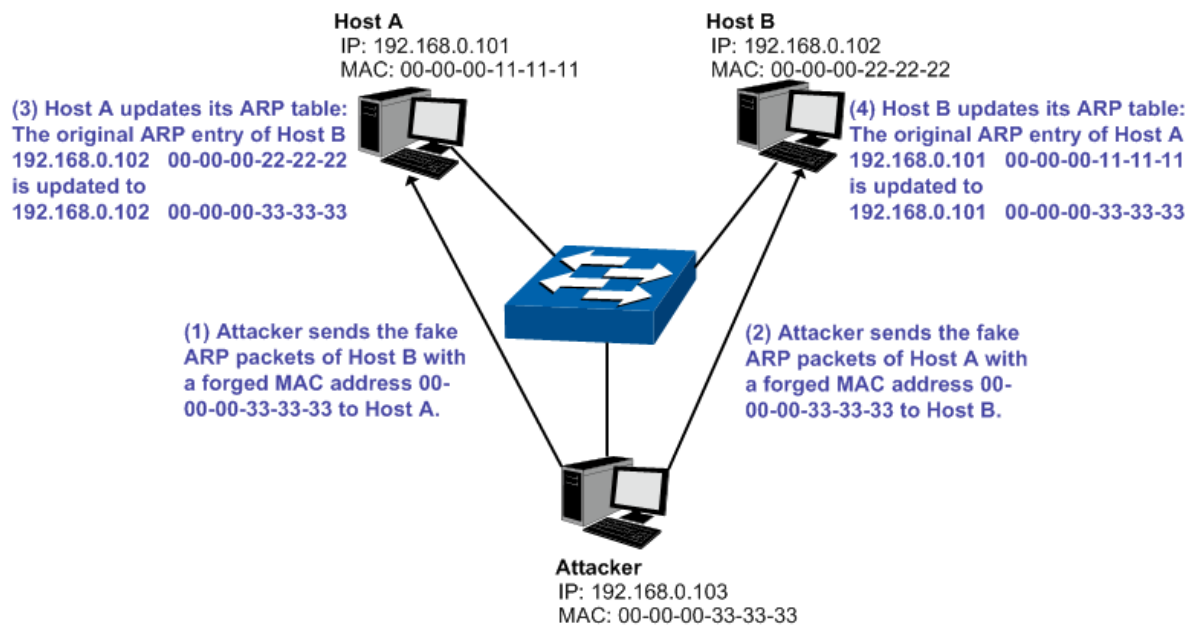 Host A
IP: 192.168.0.101
MAC: 00-00-00-11-11-11
Host B
IP: 192.168.0.102
MAC: 00-00-00-22-22-22
(3) Host A updates its ARP table:
The original ARP entry of Host B
192.168.0.102 00-00-00-22-22-22
is updated to
192.168.0.102 00-00-00-33-33-33
(4) Host B updates its ARP table:
The original ARP entry of Host A
192.168.0.101 00-00-00-11-11-11
is updated to
192.168.0.101 00-00-00-33-33-33
(1) Attacker sends the fake
ARP packets of Host B with
a forged MAC address 00-
00-00-33-33-33 to Host A.
(2) Attacker sends the fake
ARP packets of Host A with
a forged MAC address 00-
00-00-33-33-33 to Host B.
Attacker
IP: 192.168.0.103
MAC: 00-00-00-33-33-33